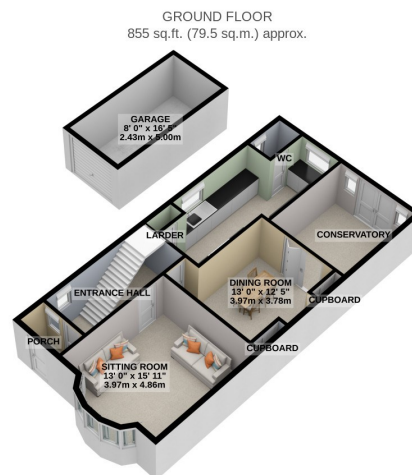 GROUND FLOOR
855 sq.ft. (79.5 sq.m.) approx.
GARAGE
8' 0" x 16' 5"
2.43m x 5.00m
WC
LARDER
CONSERVATORY
DINING ROOM
13' 0" x 12' 5"
3.97m x 3.78m
ENTRANCE HALL
CUPBOARD
PORCH
CUPBOARD
SITTING ROOM
13' 0" x 15' 11"
3.97m x 4.86m